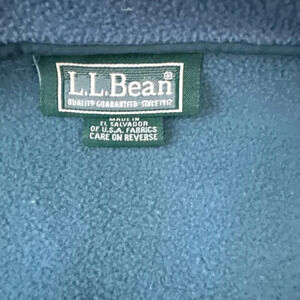 L.L.Bean®
QUALITY GUARANTEED SINCE 1912
MADE IN
EL SALVADOR
OF U.S.A. FABRICS
CARE ON REVERSE